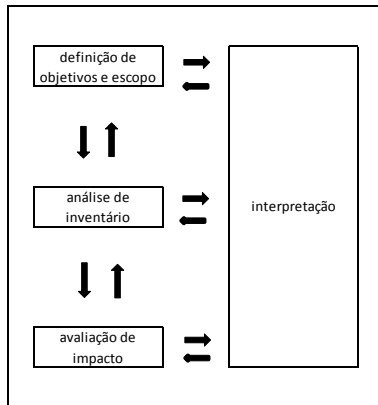 definição de
objetivos e escopo
análise de
inventário
interpretação
avaliação de
impacto